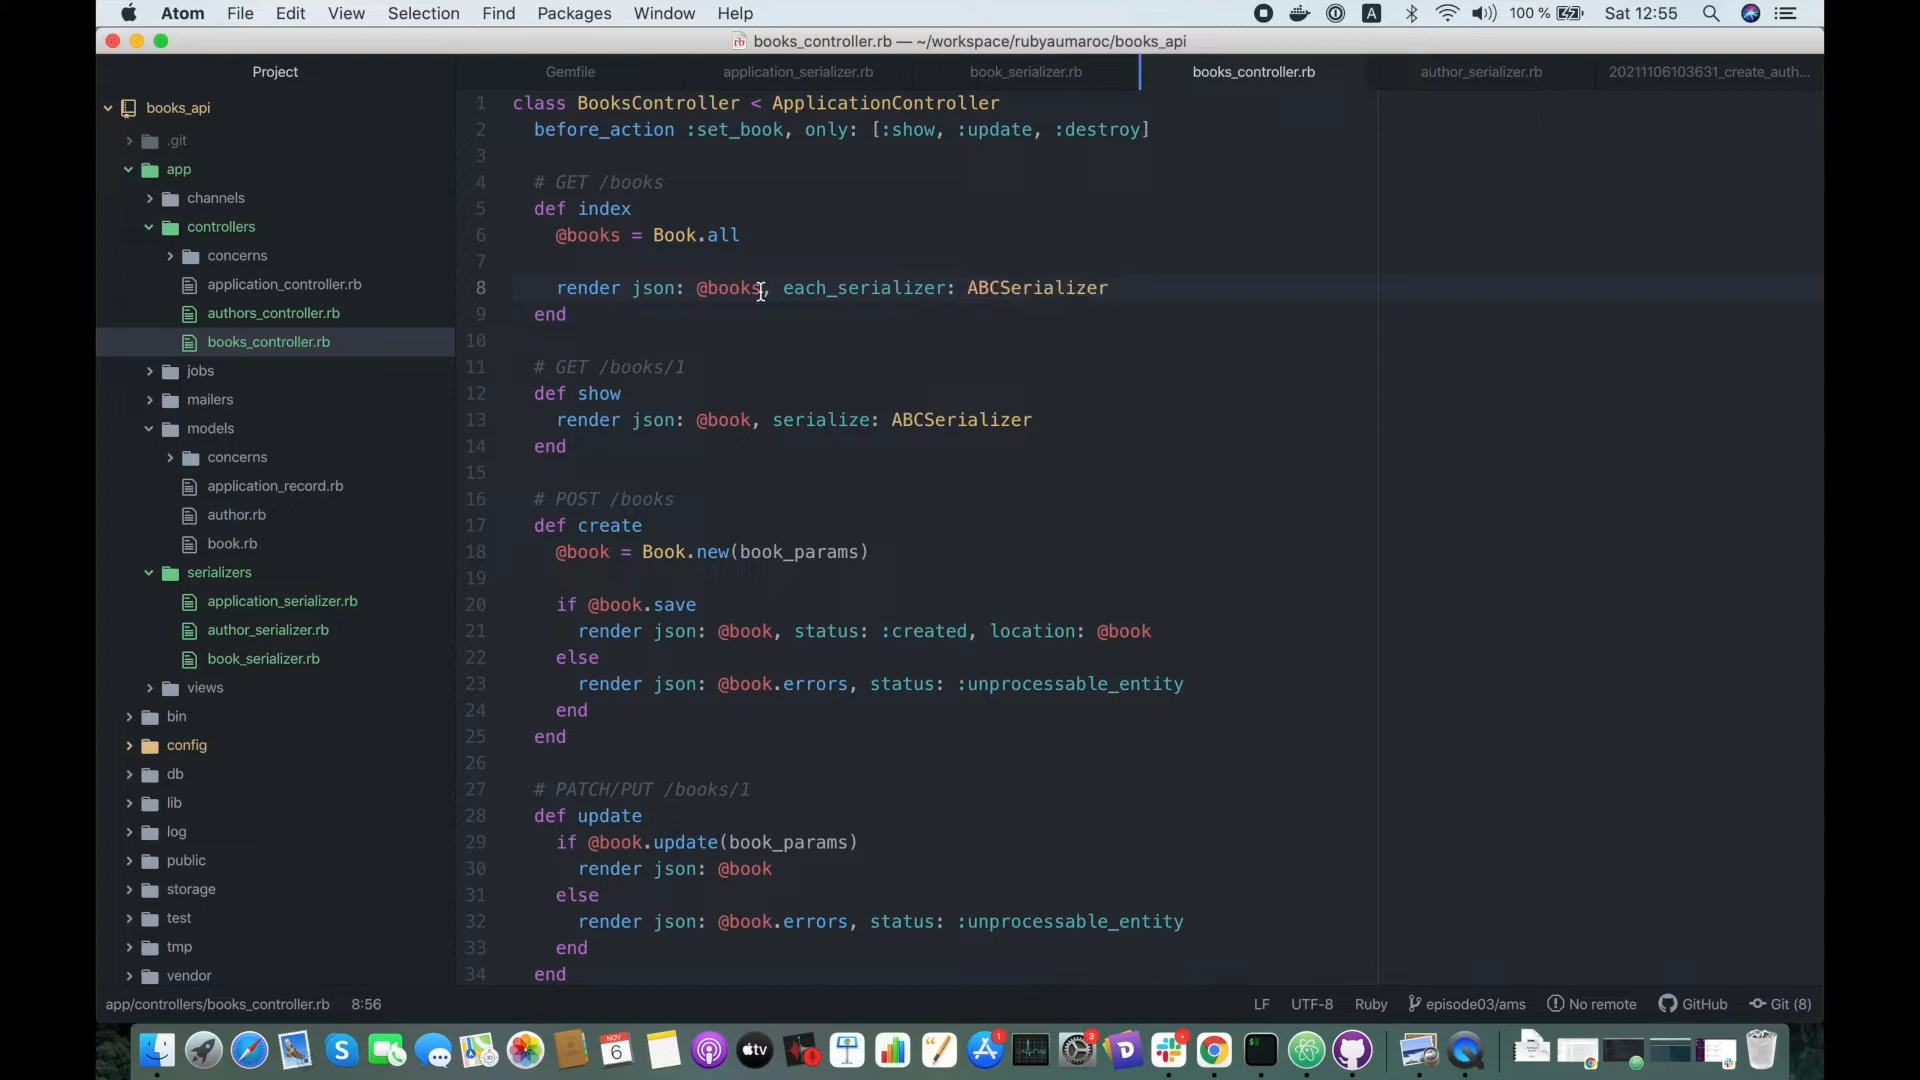 Atom File Edit View Selection Find Packages Window Help
A 100 % Sat 12:55
books_controller.rb — ~/workspace/rubyaumaroc/books_api
Project
Gemfile
application_serializer.rb
book_serializer.rb
books_controller.rb
author_serializer.rb
20211106103631_create_auth...
books_api
.git
app
channels
controllers
concerns
application_controller.rb
authors_controller.rb
books_controller.rb
jobs
mailers
models
concerns
application_record.rb
author.rb
book.rb
serializers
application_serializer.rb
author_serializer.rb
book_serializer.rb
views
bin
config
db
lib
log
public
storage
test
tmp
vendor
1 class BooksController < ApplicationController
2 before_action :set_book, only: [:show, :update, :destroy]
3
4 # GET /books
5 def index
6 @books = Book.all
7
8 render json: @books, each_serializer: ABCSerializer
9 end
10
11 # GET /books/1
12 def show
13 render json: @book, serialize: ABCSerializer
14 end
15
16 # POST /books
17 def create
18 @book = Book.new(book_params)
19
20 if @book.save
21 render json: @book, status: :created, location: @book
22 else
23 render json: @book.errors, status: :unprocessable_entity
24 end
25 end
26
27 # PATCH/PUT /books/1
28 def update
29 if @book.update(book_params)
30 render json: @book
31 else
32 render json: @book.errors, status: :unprocessable_entity
33 end
34 end
app/controllers/books_controller.rb 8:56
LF UTF-8 Ruby episode03/ams No remote GitHub Git (8)
NOV
6
tv
1
3